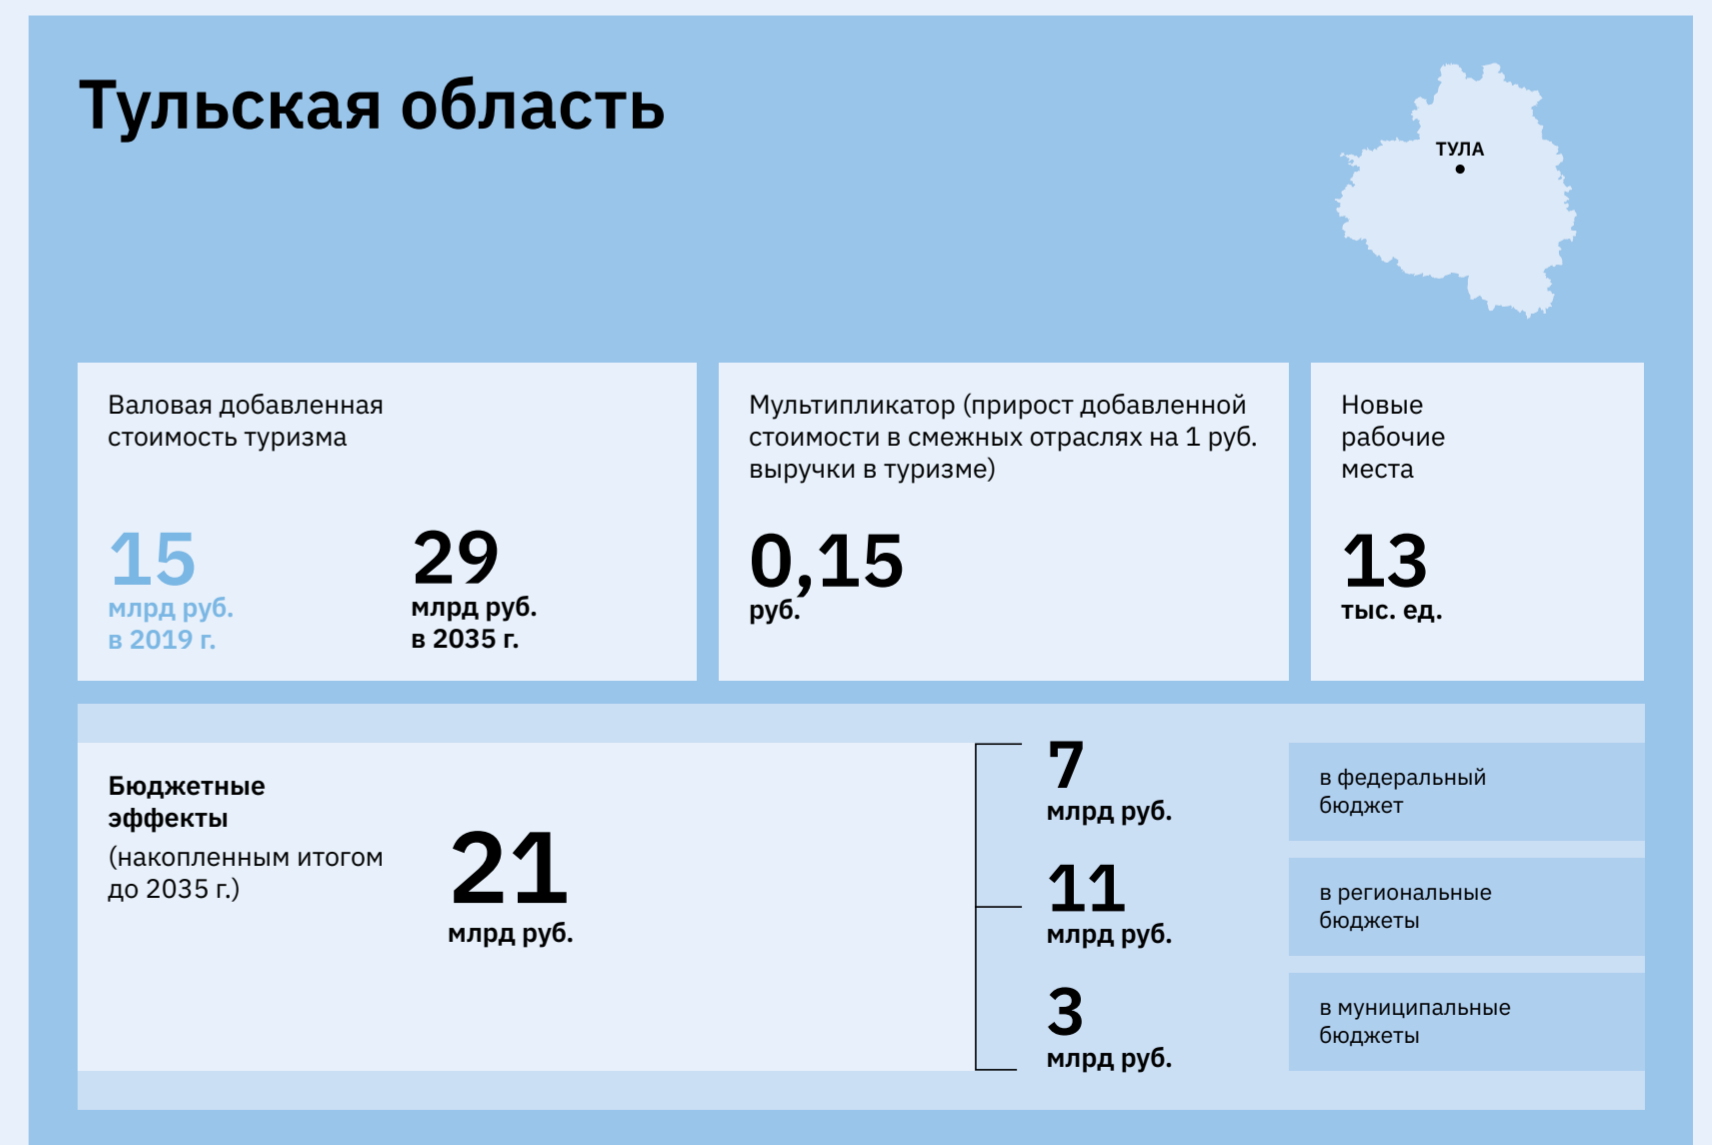 Тульская область
ТУЛА
Валовая добавленная
стоимость туризма
15
млрд руб.
в 2019 г.
29
млрд руб.
в 2035 г.
Мультипликатор (прирост добавленной
стоимости в смежных отраслях на 1 руб.
выручки в туризме)
0,15
руб.
Новые
рабочие
места
13
тыс. ед.
Бюджетные
эффекты
(накопленным итогом
до 2035 г.)
21
млрд руб.
7
млрд руб.
в федеральный
бюджет
11
млрд руб.
в региональные
бюджеты
3
млрд руб.
в муниципальные
бюджеты